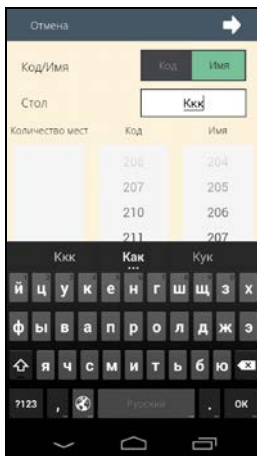 Отмена
Код/Имя Код Имя
Стол Ккк
Количество мест Код Имя
206 204
207 205
210 206
211 207
Ккк Как Кук
й ц у к е н г ш щ з х
ф ы в а п р о л д ж э
я ч с м и т ь б ю
?123 , Русский . ОК